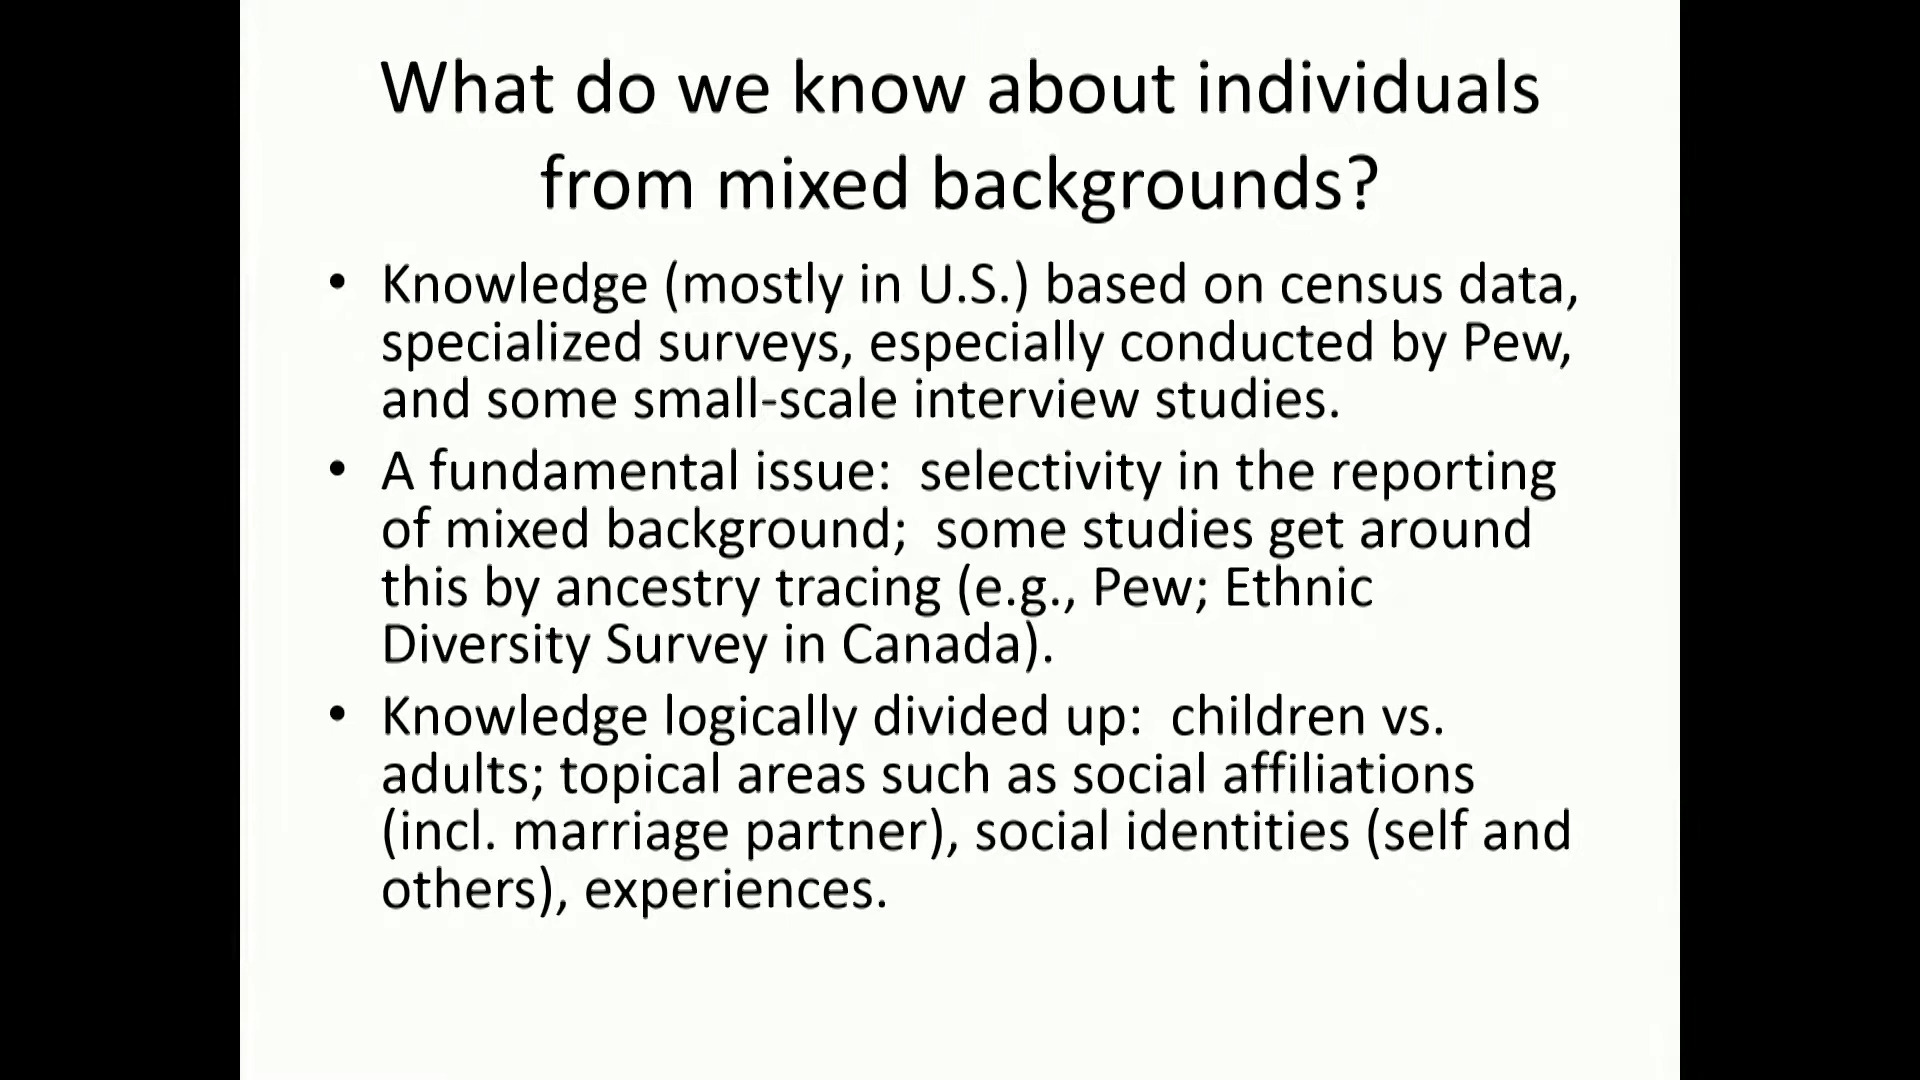 What do we know about individuals
from mixed backgrounds?
• Knowledge (mostly in U.S.) based on census data,
specialized surveys, especially conducted by Pew,
and some small-scale interview studies.
• A fundamental issue:  selectivity in the reporting
of mixed background;  some studies get around
this by ancestry tracing (e.g., Pew; Ethnic
Diversity Survey in Canada).
• Knowledge logically divided up:  children vs.
adults; topical areas such as social affiliations
(incl. marriage partner), social identities (self and
others), experiences.